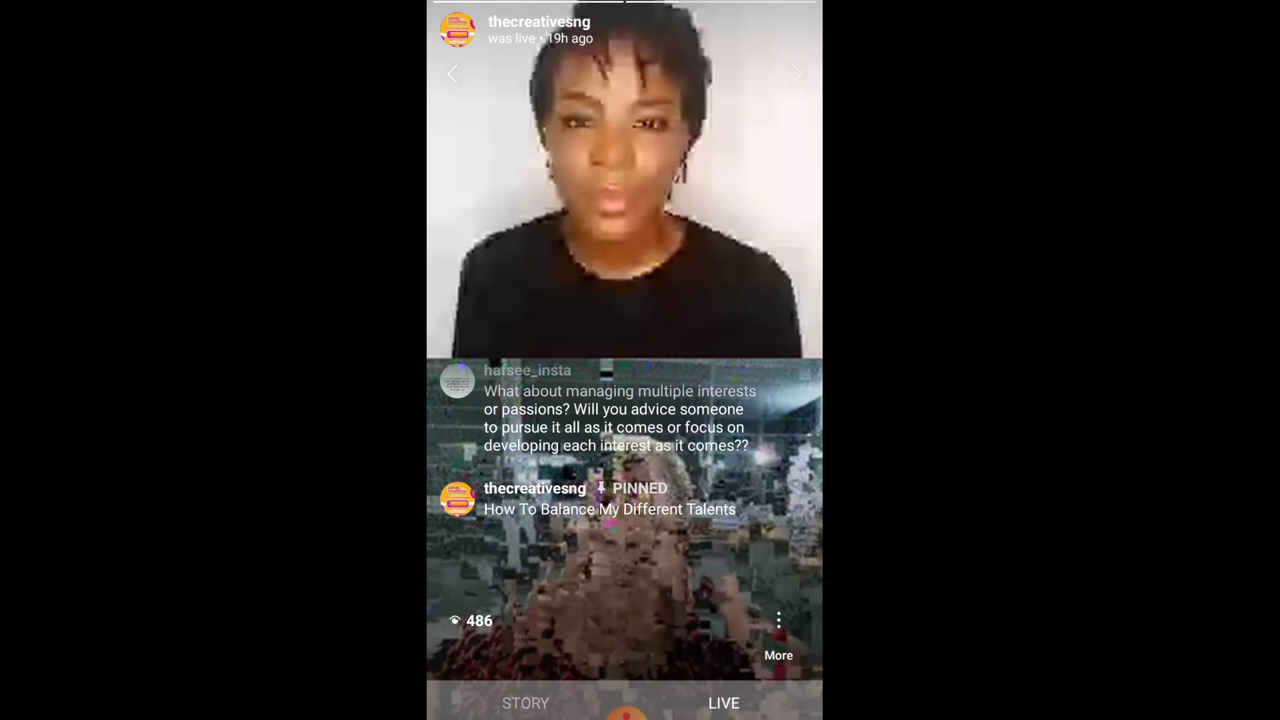 thecreativesng
was live • 19h ago
hafsee_insta
What about managing multiple interests
or passions? Will you advice someone
to pursue it all as it comes or focus on
developing each interest as it comes??
thecreativesng PINNED
How To Balance My Different Talents
486
More
STORY LIVE